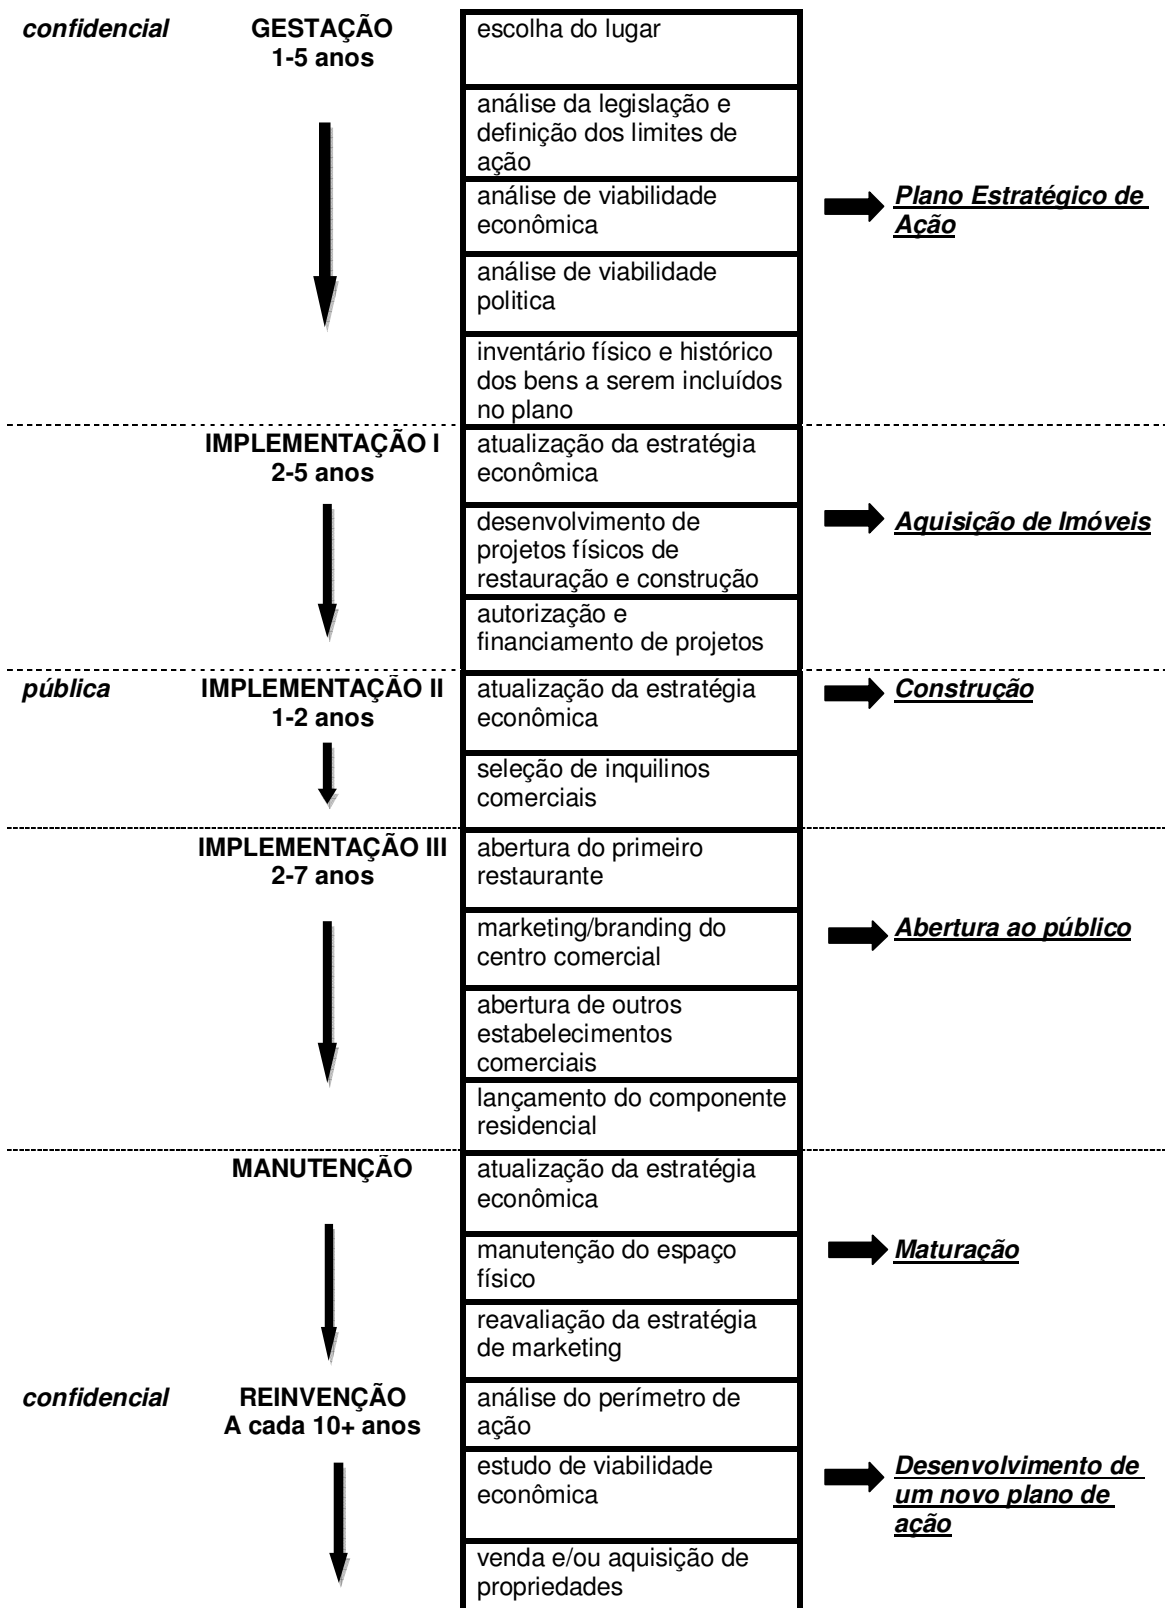 confidencial
GESTAÇÃO
1-5 anos
escolha do lugar
análise da legislação e
definição dos limites de
ação
análise de viabilidade
econômica
Plano Estratégico de
Ação
análise de viabilidade
politica
inventário físico e histórico
dos bens a serem incluídos
no plano
IMPLEMENTAÇÃO I
2-5 anos
atualização da estratégia
econômica
desenvolvimento de
projetos físicos de
restauração e construção
Aquisição de Imóveis
autorização e
financiamento de projetos
pública
IMPLEMENTAÇÃO II
1-2 anos
atualização da estratégia
econômica
Construção
seleção de inquilinos
comerciais
IMPLEMENTAÇÃO III
2-7 anos
abertura do primeiro
restaurante
marketing/branding do
centro comercial
Abertura ao público
abertura de outros
estabelecimentos
comerciais
lançamento do componente
residencial
MANUTENÇÃO
atualização da estratégia
econômica
manutenção do espaço
físico
Maturação
reavaliação da estratégia
de marketing
confidencial
REINVENÇÃO
A cada 10+ anos
análise do perímetro de
ação
estudo de viabilidade
econômica
Desenvolvimento de
um novo plano de
ação
venda e/ou aquisição de
propriedades